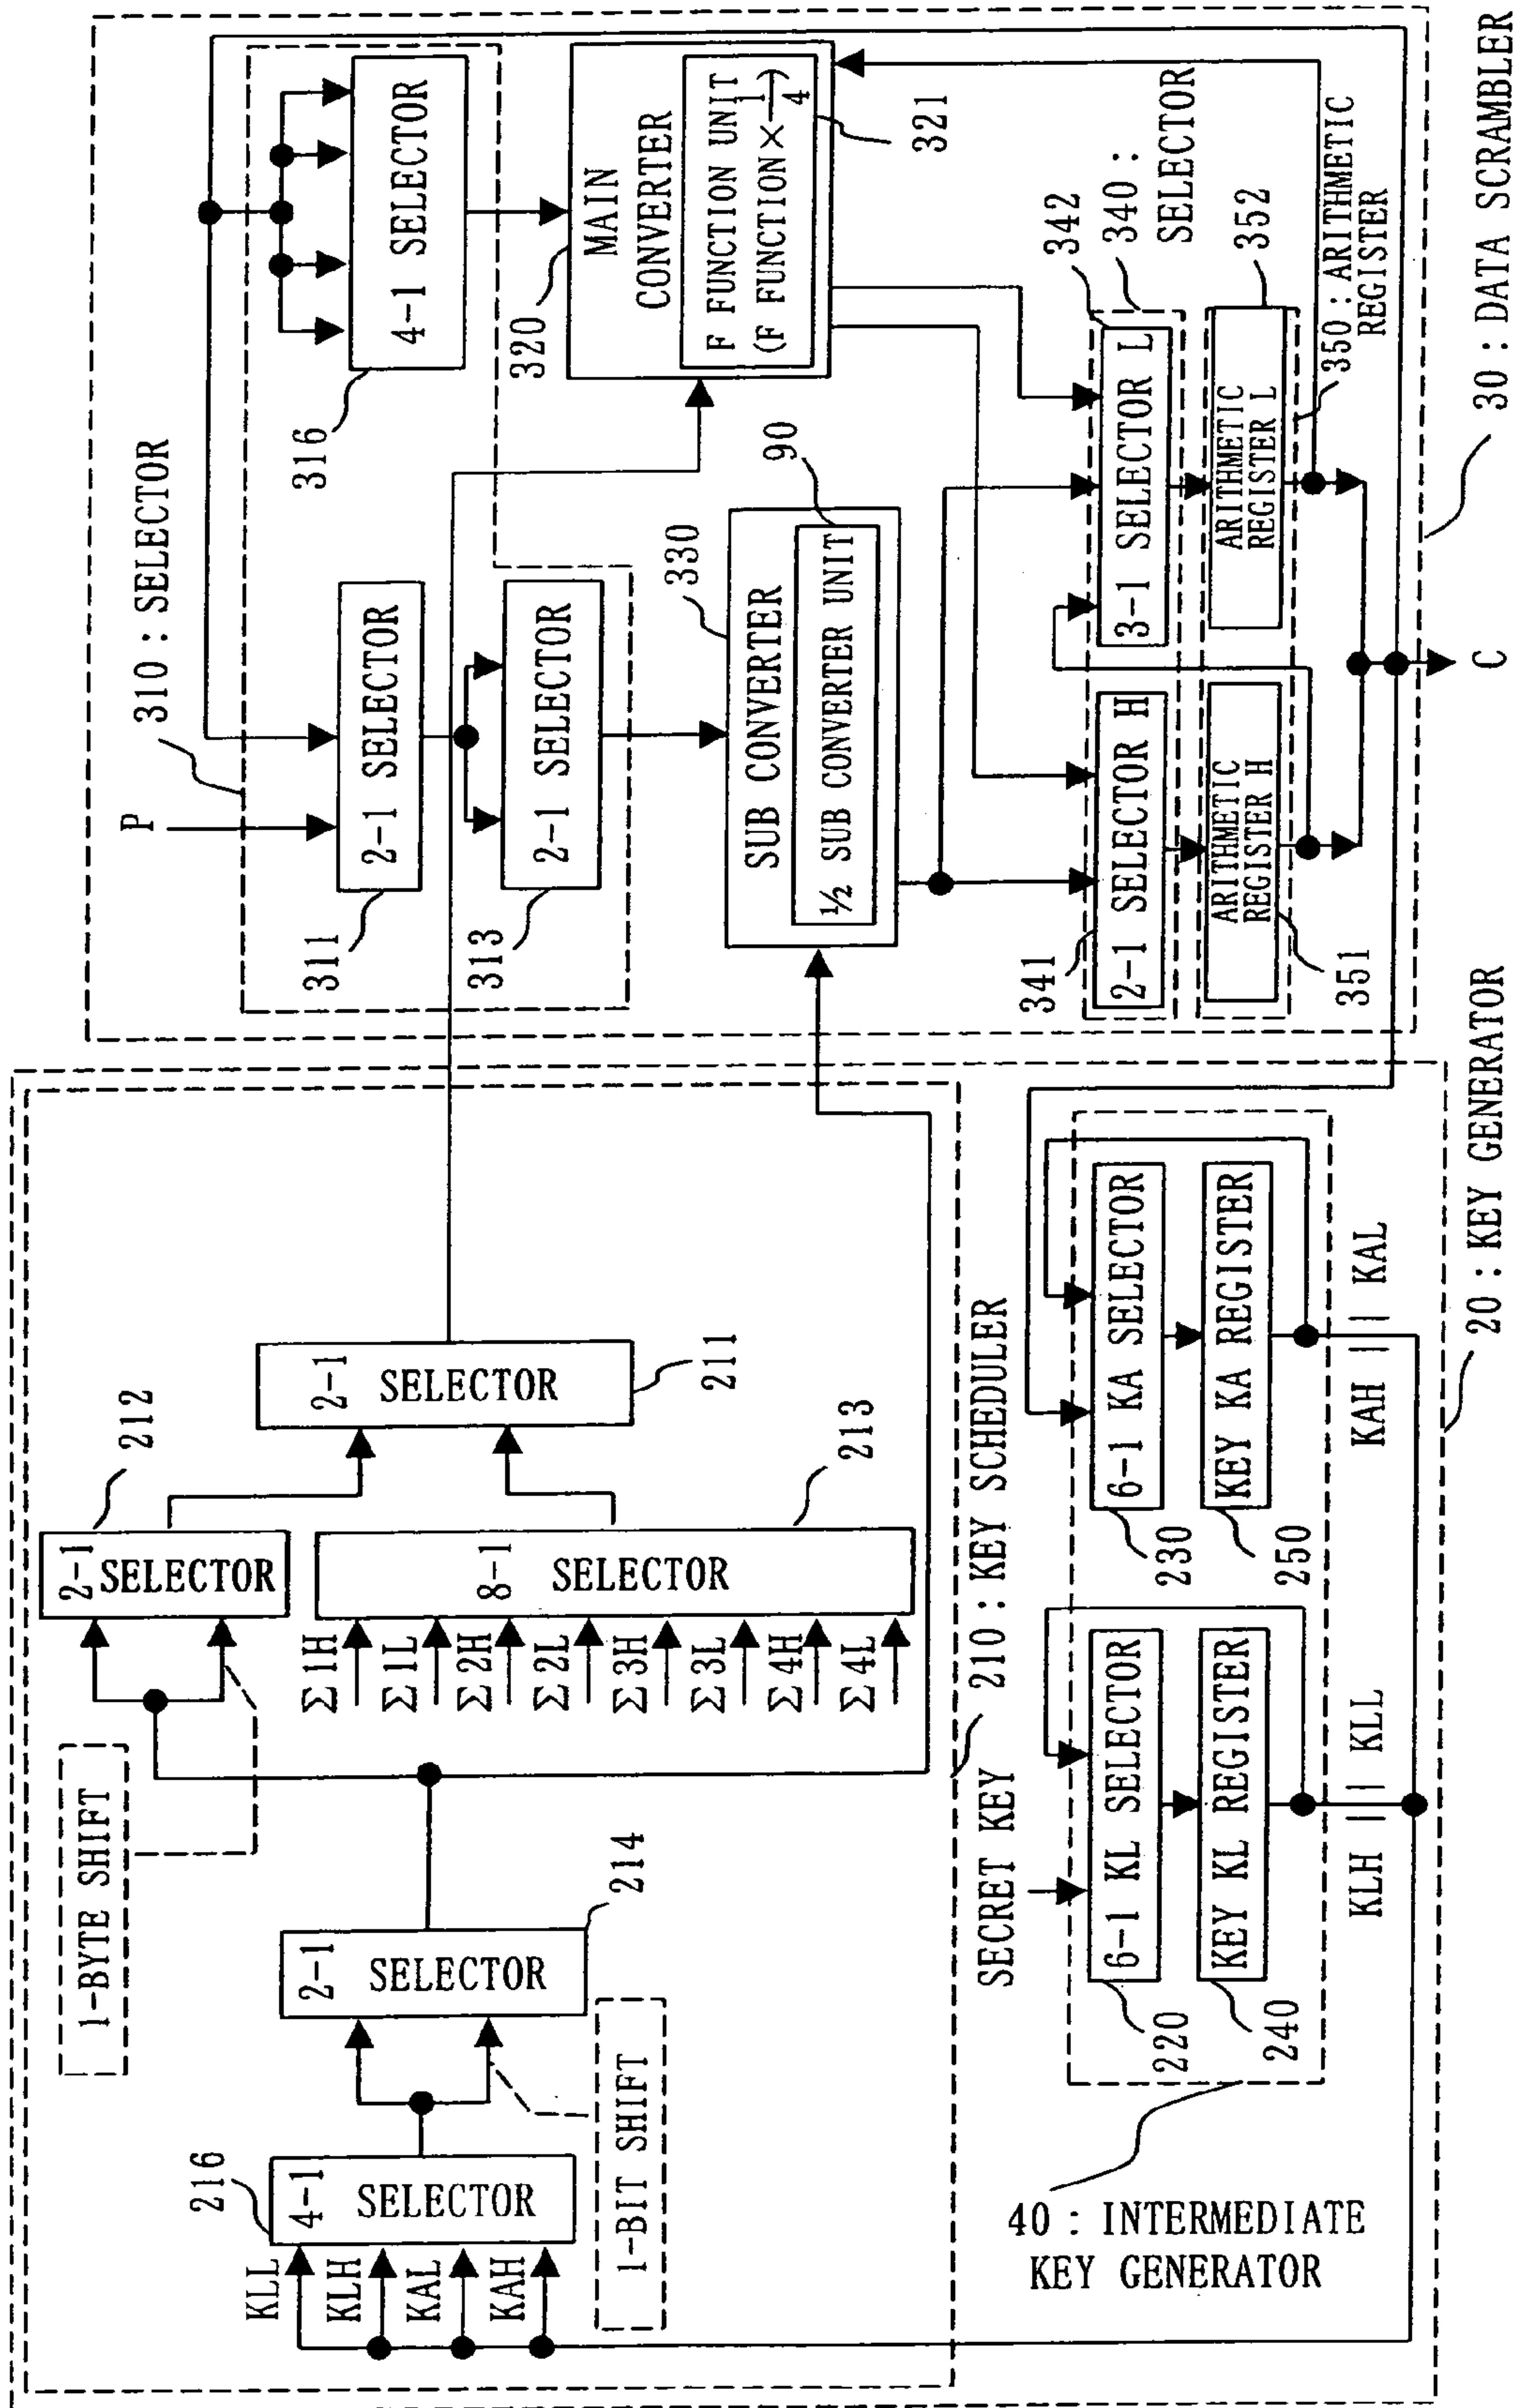 1-BYTE SHIFT
212
2-1
SELECTOR
216
4-1
SELECTOR
KLL
KLH
KAL
KAH
1-BIT SHIFT
2-1
SELECTOR
214
8-1
SELECTOR
213
Σ1H
Σ1L
Σ2H
Σ2L
Σ3H
Σ3L
Σ4H
Σ4L
2-1
SELECTOR
211
210 : KEY SCHEDULER
SECRET KEY
6-1 KL SELECTOR
220
KEY KL REGISTER
240
KLH || KLL
6-1 KA SELECTOR
230
KEY KA REGISTER
250
KAH || KAL
40 : INTERMEDIATE
KEY GENERATOR
20 : KEY GENERATOR
P
310 : SELECTOR
2-1 SELECTOR
311
2-1 SELECTOR
313
4-1 SELECTOR
316
320
MAIN
CONVERTER
F FUNCTION UNIT
(F FUNCTION×1/4)
321
330
SUB CONVERTER
90
½ SUB CONVERTER UNIT
341
2-1 SELECTOR H
3-1 SELECTOR L
342
340 :
SELECTOR
ARITHMETIC
REGISTER H
351
ARITHMETIC
REGISTER L
352
350 : ARITHMETIC
REGISTER
C
30 : DATA SCRAMBLER